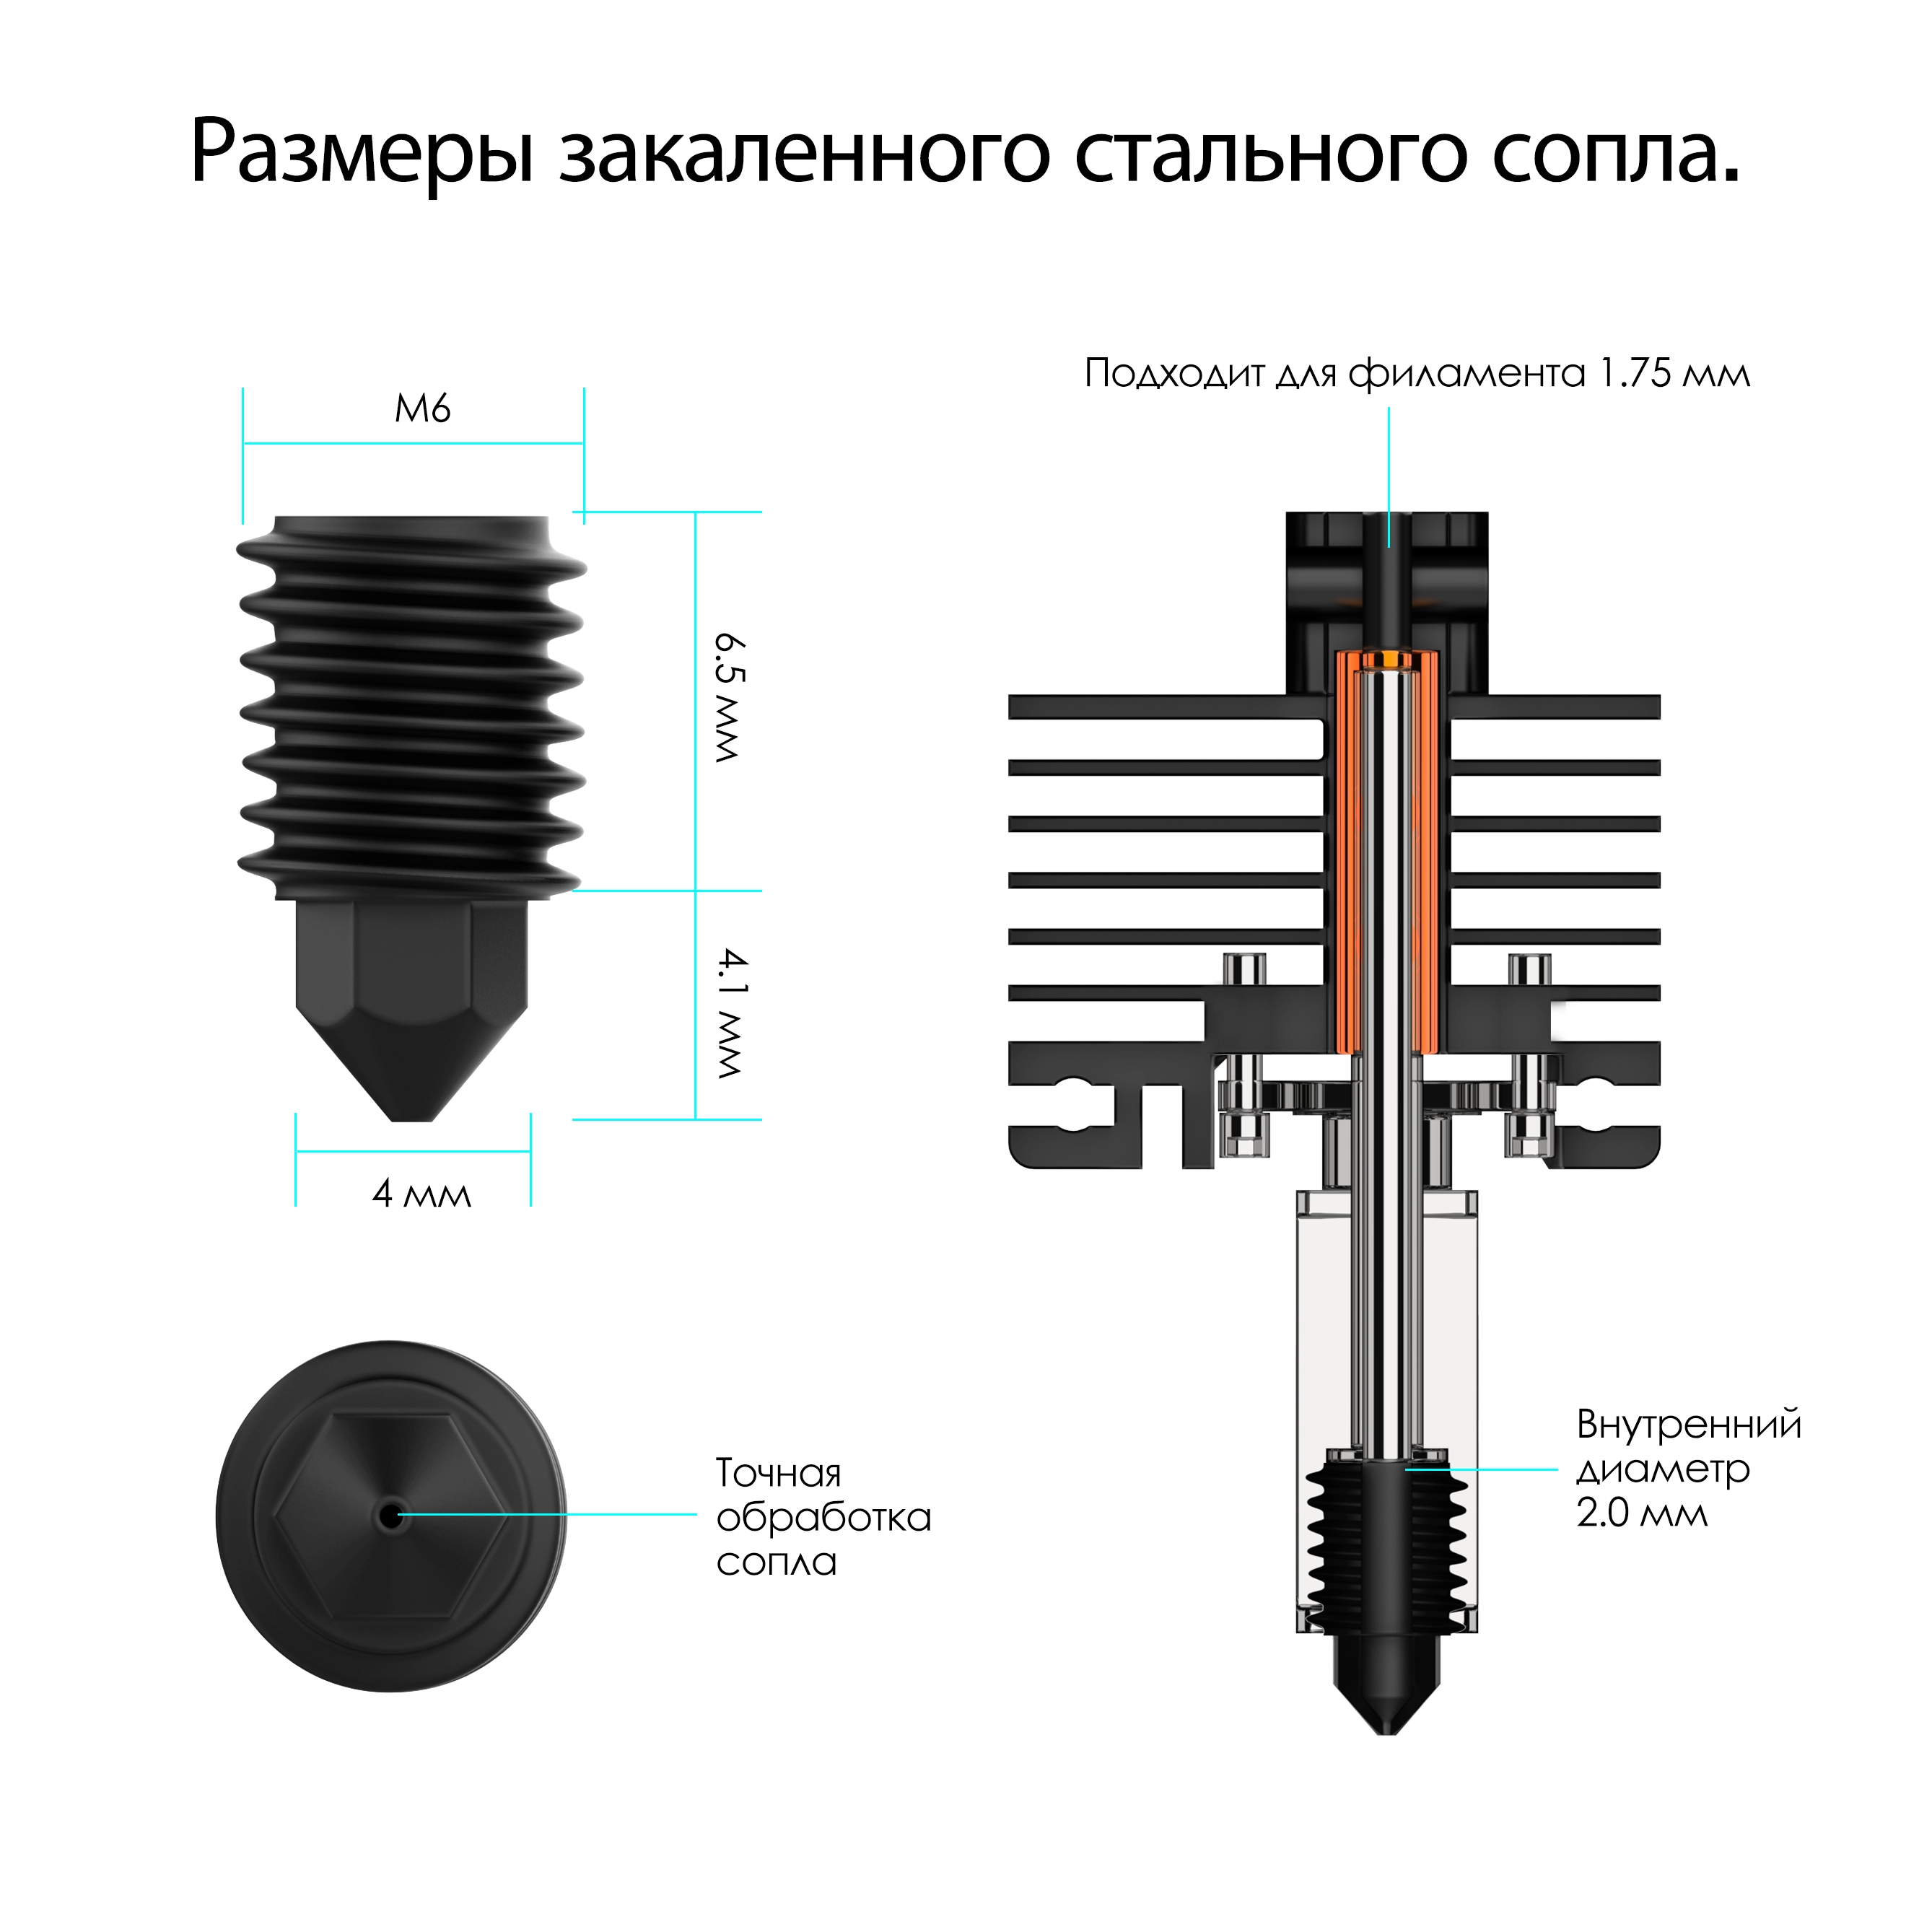 Размеры закаленного стального сопла.
Подходит для филамента 1.75 мм
М6
6.5 мм
4.1 мм
4 мм
Точная
обработка
сопла
Внутренний
диаметр
2.0 мм